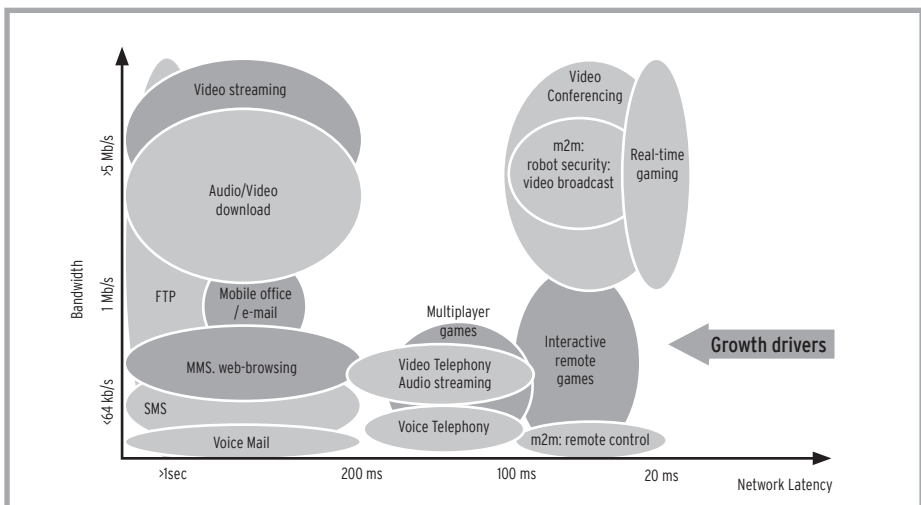 Video streaming
Audio/Video
download
FTP
Mobile office
/ e-mail
MMS. web-browsing
SMS
Voice Mail
Multiplayer
games
Video Telephony
Audio streaming
Voice Telephony
Video
Conferencing
m2m:
robot security:
video broadcast
Real-time
gaming
Interactive
remote
games
m2m: remote control
Growth drivers
Bandwidth
>5 Mb/s
1 Mb/s
<64 kb/s
>1sec
200 ms
100 ms
20 ms
Network Latency